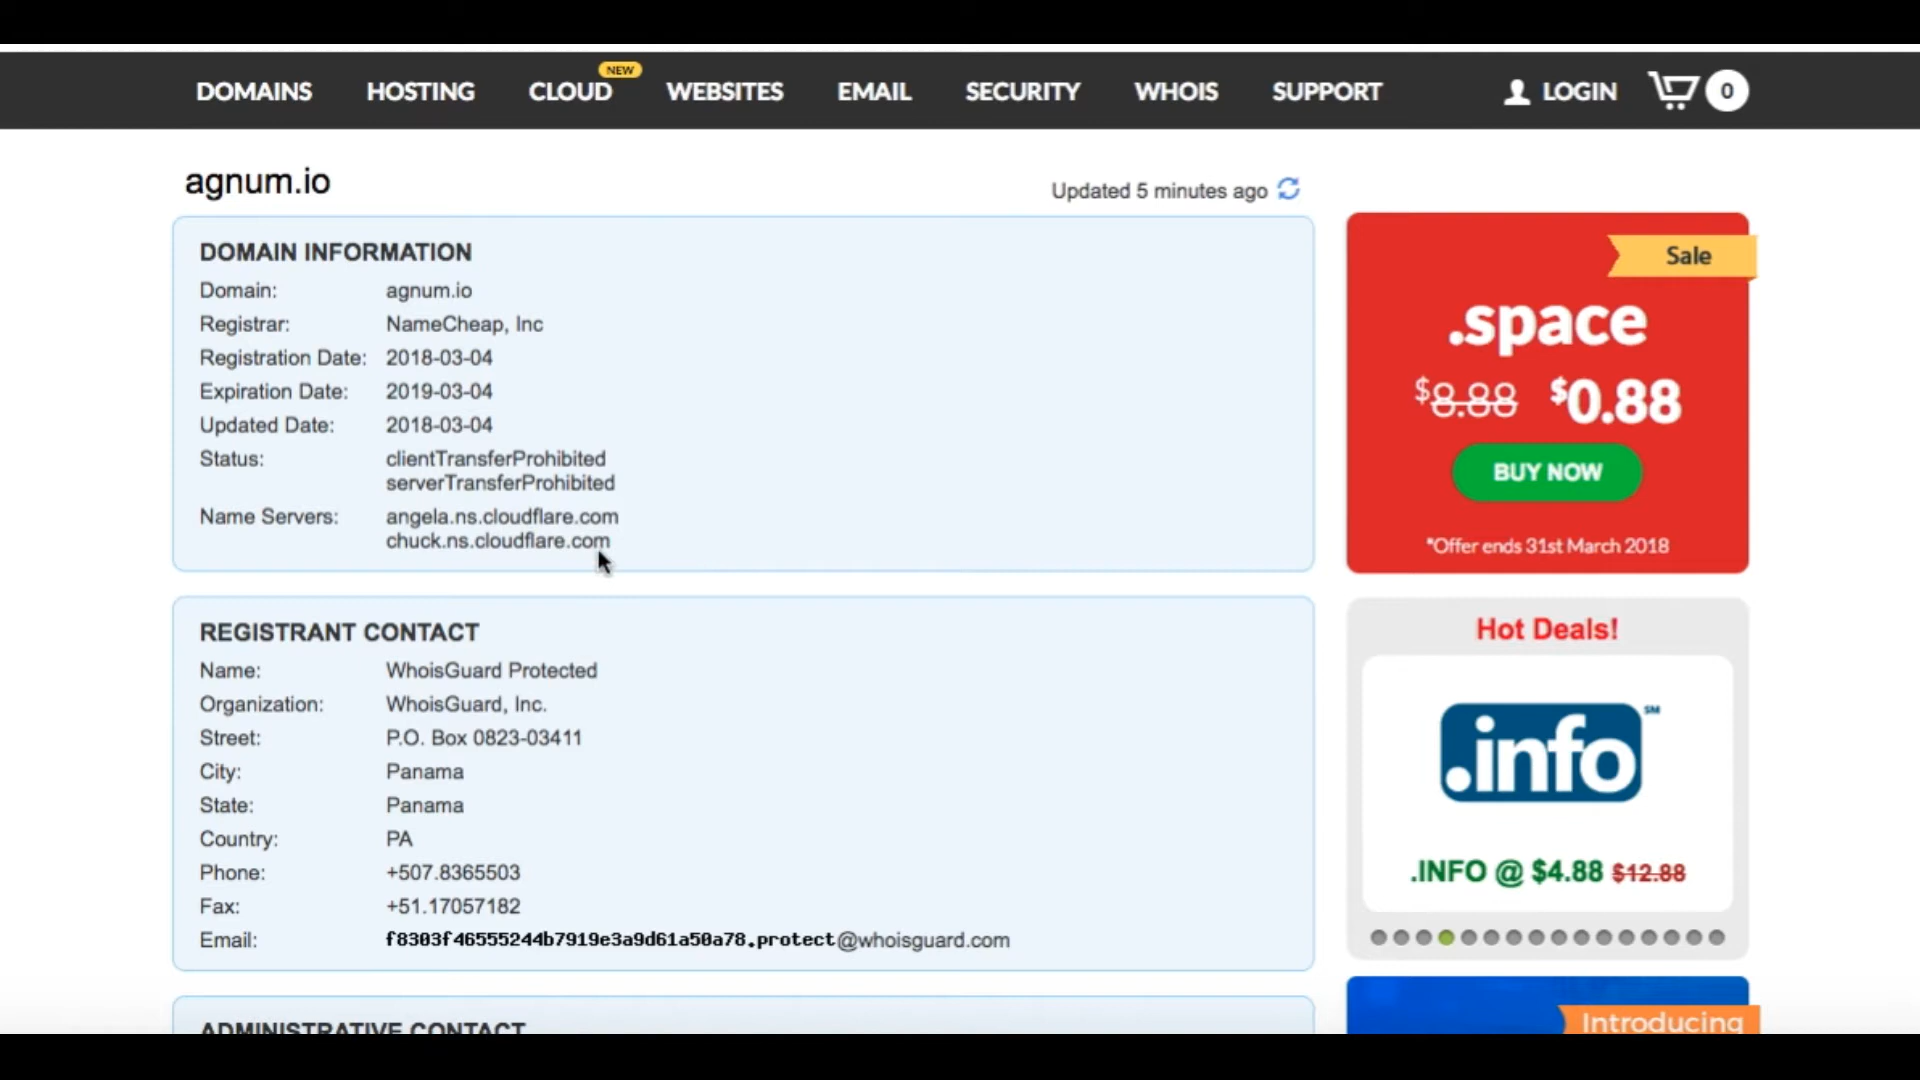 DOMAINS HOSTING CLOUD NEW WEBSITES EMAIL SECURITY WHOIS SUPPORT LOGIN 0
agnum.io
Updated 5 minutes ago
DOMAIN INFORMATION
Domain: agnum.io
Registrar: NameCheap, Inc
Registration Date: 2018-03-04
Expiration Date: 2019-03-04
Updated Date: 2018-03-04
Status: clientTransferProhibited
serverTransferProhibited
Name Servers: angela.ns.cloudflare.com
chuck.ns.cloudflare.com
REGISTRANT CONTACT
Name: WhoisGuard Protected
Organization: WhoisGuard, Inc.
Street: P.O. Box 0823-03411
City: Panama
State: Panama
Country: PA
Phone: +507.8365503
Fax: +51.17057182
Email: f8303f46555244b7919e3a9d61a50a78.protect@whoisguard.com
ADMINISTRATIVE CONTACT
Sale
.space
$8.88 $0.88
BUY NOW
*Offer ends 31st March 2018
Hot Deals!
.info SM
.INFO @ $4.88 $12.88
Introducing